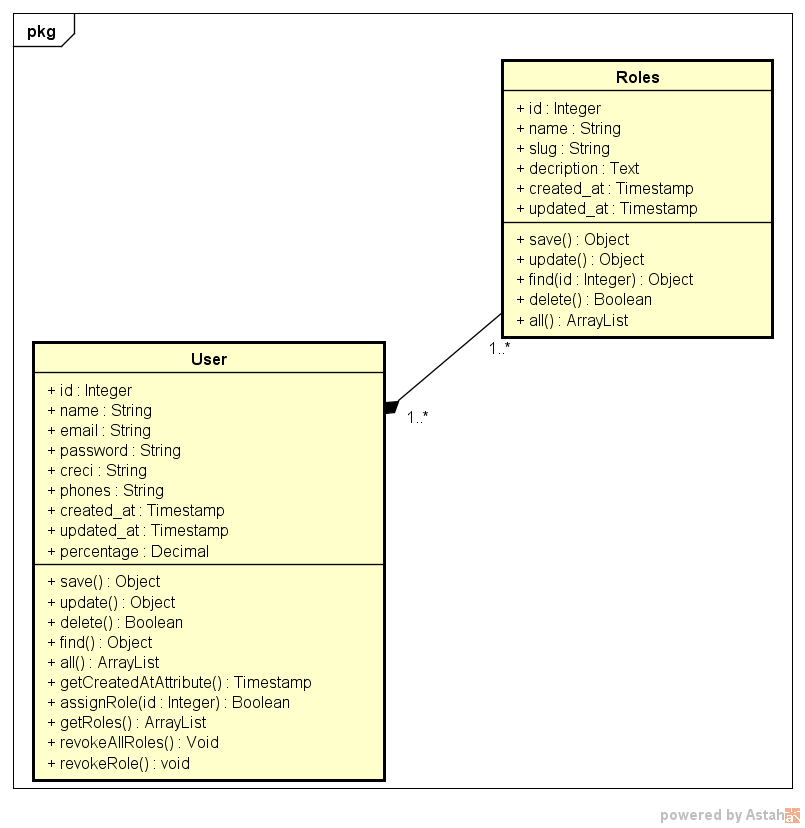 pkg
Roles
+ id : Integer
+ name : String
+ slug : String
+ decription : Text
+ created_at : Timestamp
+ updated_at : Timestamp
+ save() : Object
+ update() : Object
+ find(id : Integer) : Object
+ delete() : Boolean
+ all() : ArrayList
1..*
1..*
User
+ id : Integer
+ name : String
+ email : String
+ password : String
+ creci : String
+ phones : String
+ created_at : Timestamp
+ updated_at : Timestamp
+ percentage : Decimal
+ save() : Object
+ update() : Object
+ delete() : Boolean
+ find() : Object
+ all() : ArrayList
+ getCreatedAtAttribute() : Timestamp
+ assignRole(id : Integer) : Boolean
+ getRoles() : ArrayList
+ revokeAllRoles() : Void
+ revokeRole() : void
powered by Astah